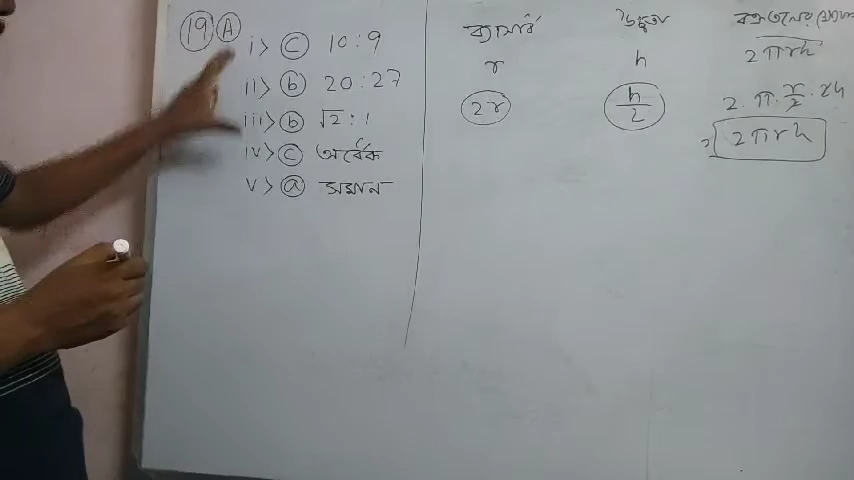 19 A
i> c 10 : 9
ii> b 20 : 27
iii> b √2 : 1
iv> c অর্ধেক
v> a সমান
ব্যাসার্ধ উচ্চতা বক্রতলের
r h 2πrh
2r h/2 2 . π . r/2 . 2h
2πrh